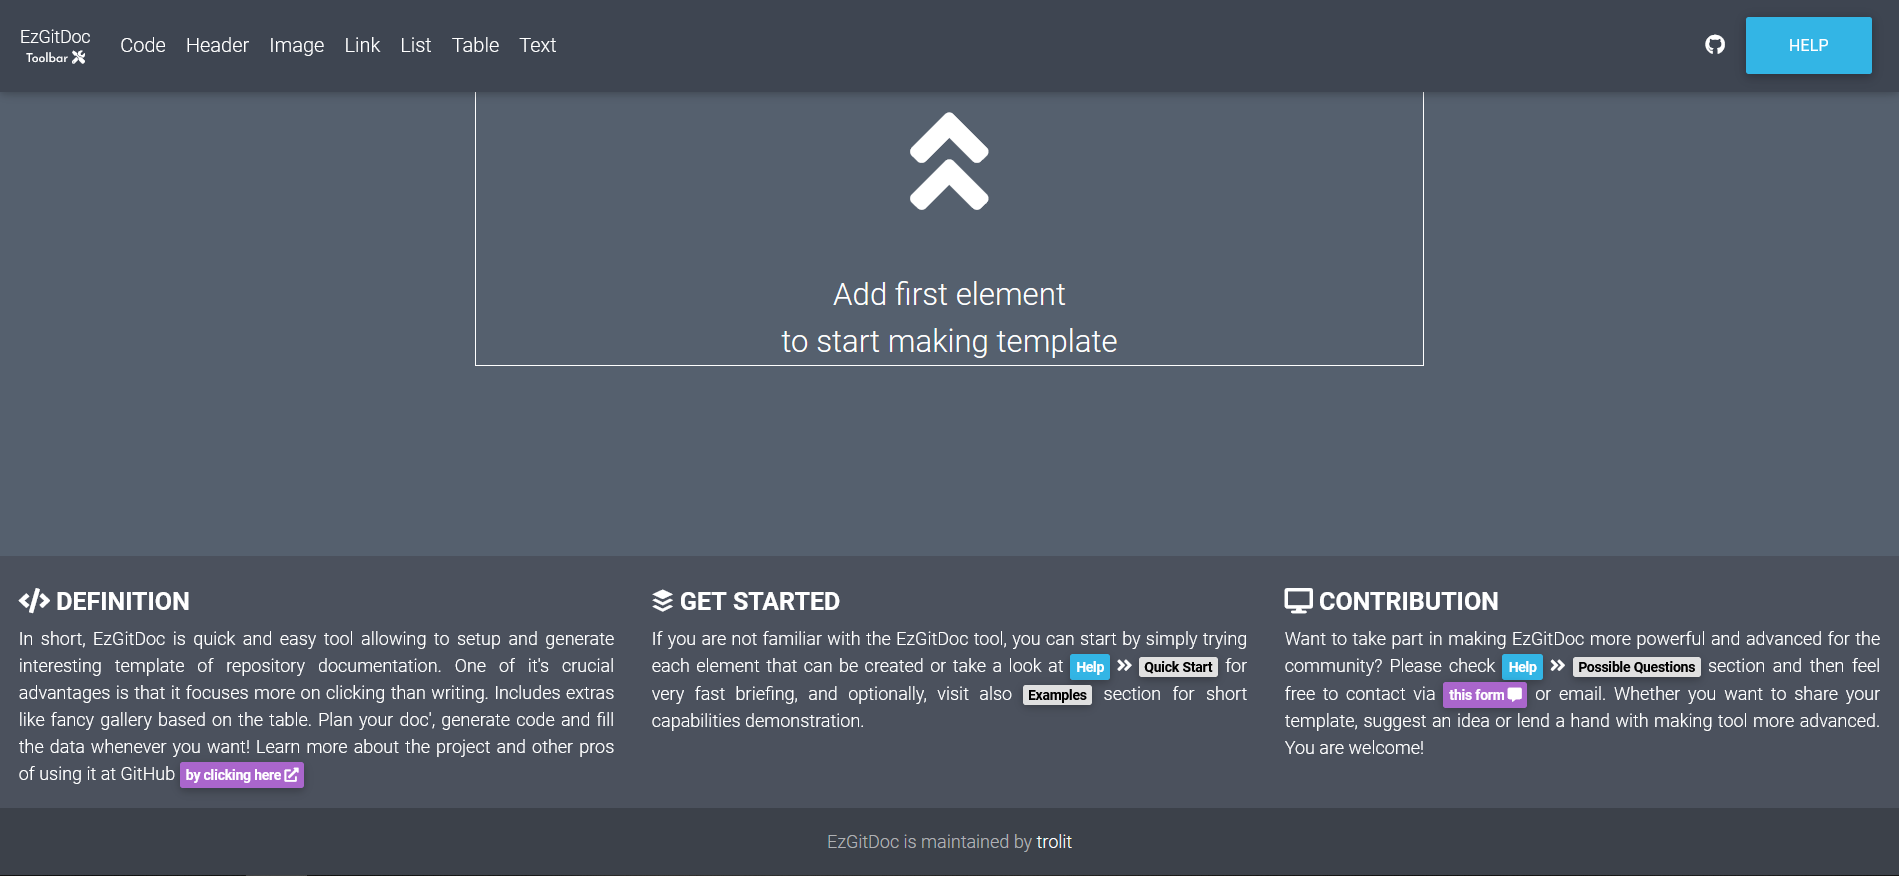 EzGitDoc
Toolbar
Code Header Image Link List Table Text
HELP
Add first element
to start making template
DEFINITION
In short, EzGitDoc is quick and easy tool allowing to setup and generate
interesting template of repository documentation. One of it's crucial
advantages is that it focuses more on clicking than writing. Includes extras
like fancy gallery based on the table. Plan your doc', generate code and fill
the data whenever you want! Learn more about the project and other pros
of using it at GitHub by clicking here
GET STARTED
If you are not familiar with the EzGitDoc tool, you can start by simply trying
each element that can be created or take a look at Help Quick Start for
very fast briefing, and optionally, visit also Examples section for short
capabilities demonstration.
CONTRIBUTION
Want to take part in making EzGitDoc more powerful and advanced for the
community? Please check Help Possible Questions section and then feel
free to contact via this form or email. Whether you want to share your
template, suggest an idea or lend a hand with making tool more advanced.
You are welcome!
EzGitDoc is maintained by trolit